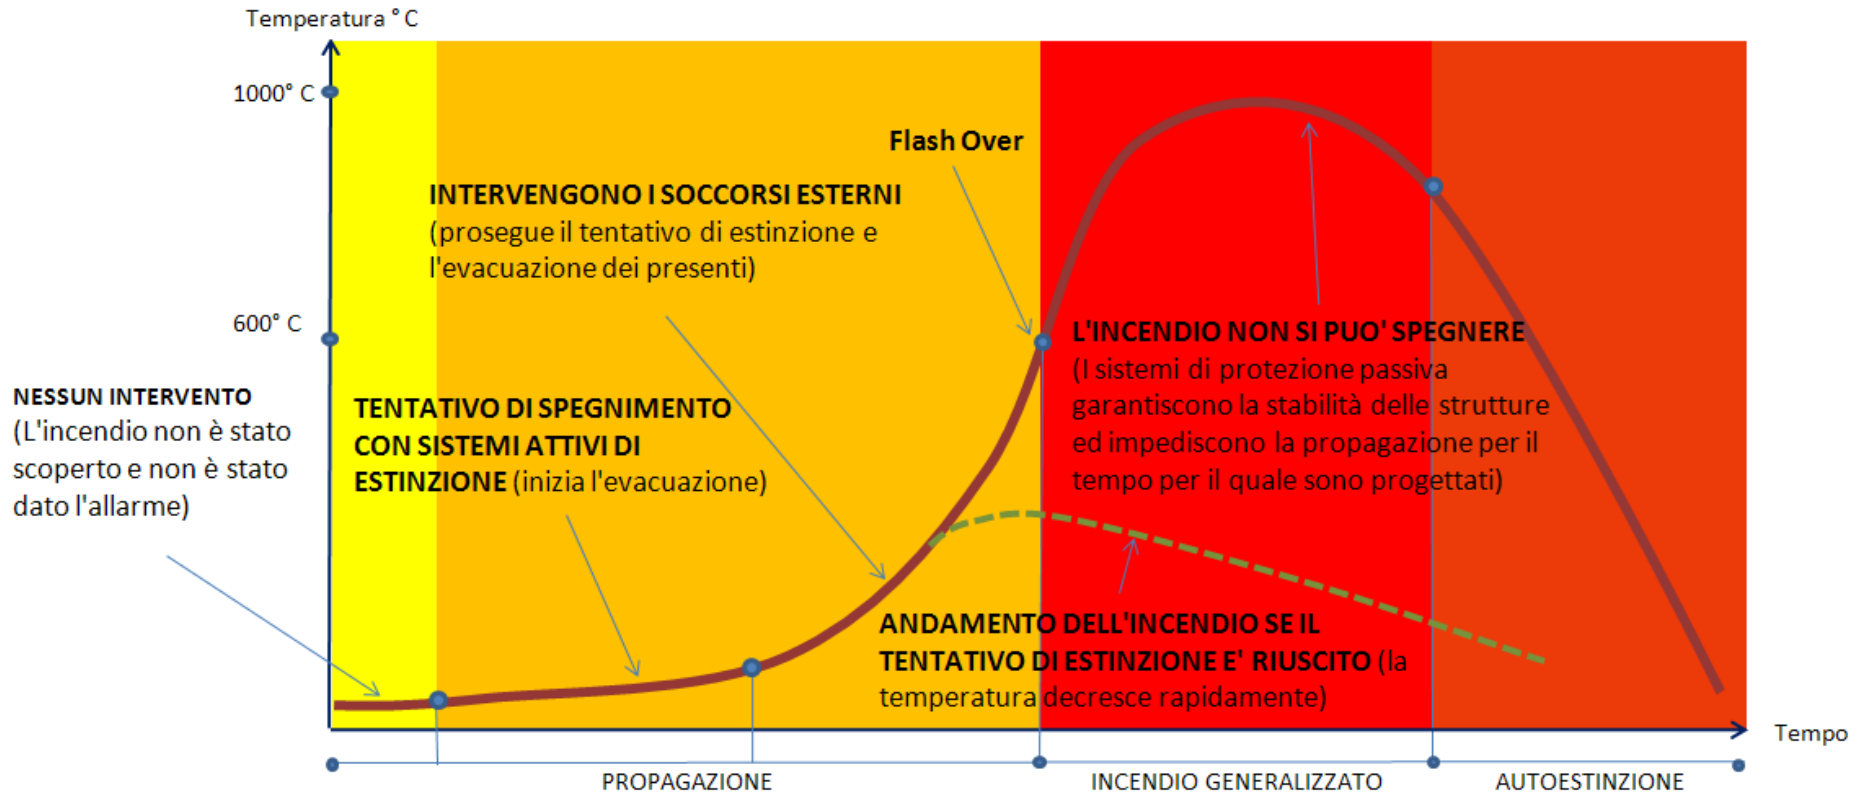 Temperatura ° C
1000° C
Flash Over
INTERVENGONO I SOCCORSI ESTERNI
(prosegue il tentativo di estinzione e
l'evacuazione dei presenti)
600° C
L'INCENDIO NON SI PUO' SPEGNERE
(I sistemi di protezione passiva
garantiscono la stabilità delle strutture
ed impediscono la propagazione per il
tempo per il quale sono progettati)
NESSUN INTERVENTO
(L'incendio non è stato
scoperto e non è stato
dato l'allarme)
TENTATIVO DI SPEGNIMENTO
CON SISTEMI ATTIVI DI
ESTINZIONE (inizia l'evacuazione)
ANDAMENTO DELL'INCENDIO SE IL
TENTATIVO DI ESTINZIONE E' RIUSCITO (la
temperatura decresce rapidamente)
Tempo
PROPAGAZIONE
INCENDIO GENERALIZZATO
AUTOESTINZIONE